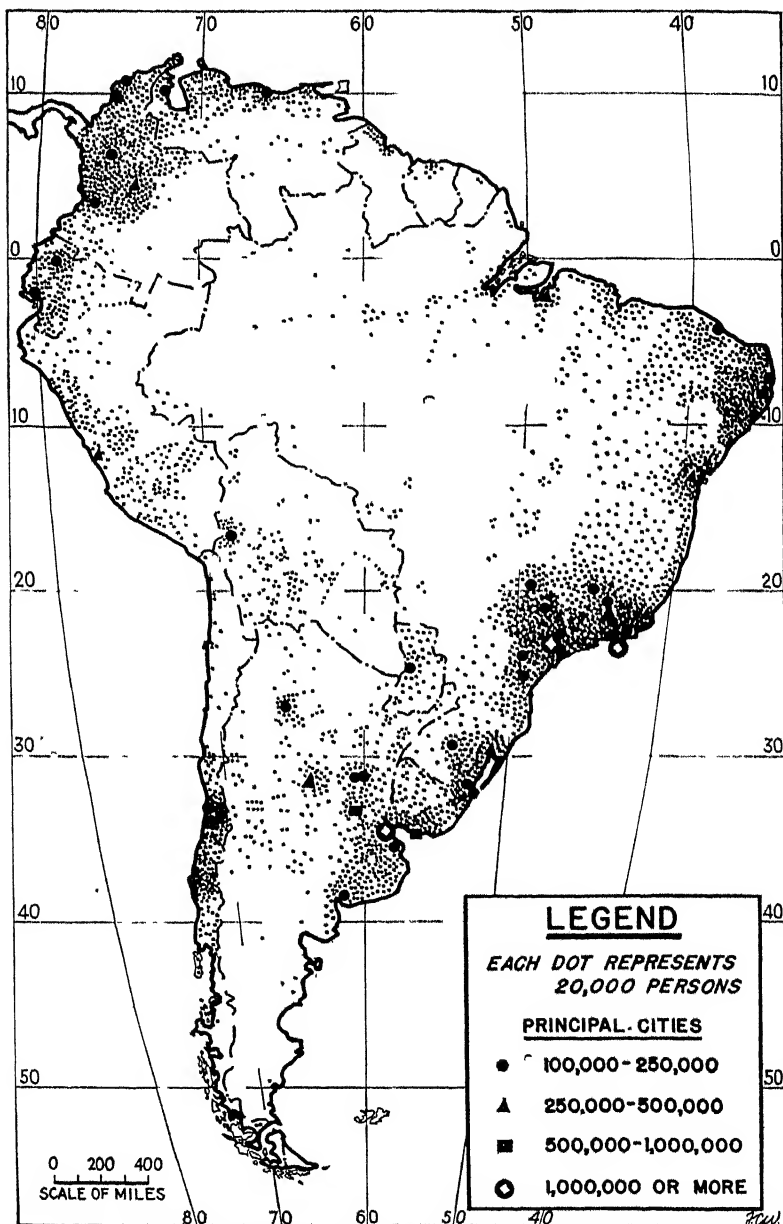 80 70 60 50 40
10 10
0 0
10 10
20 20
30 30
40 40
50
LEGEND
EACH DOT REPRESENTS
20,000 PERSONS
PRINCIPAL CITIES
100,000-250,000
250,000-500,000
500,000-1,000,000
1,000,000 OR MORE
0 200 400
SCALE OF MILES
80 70 60 50 40